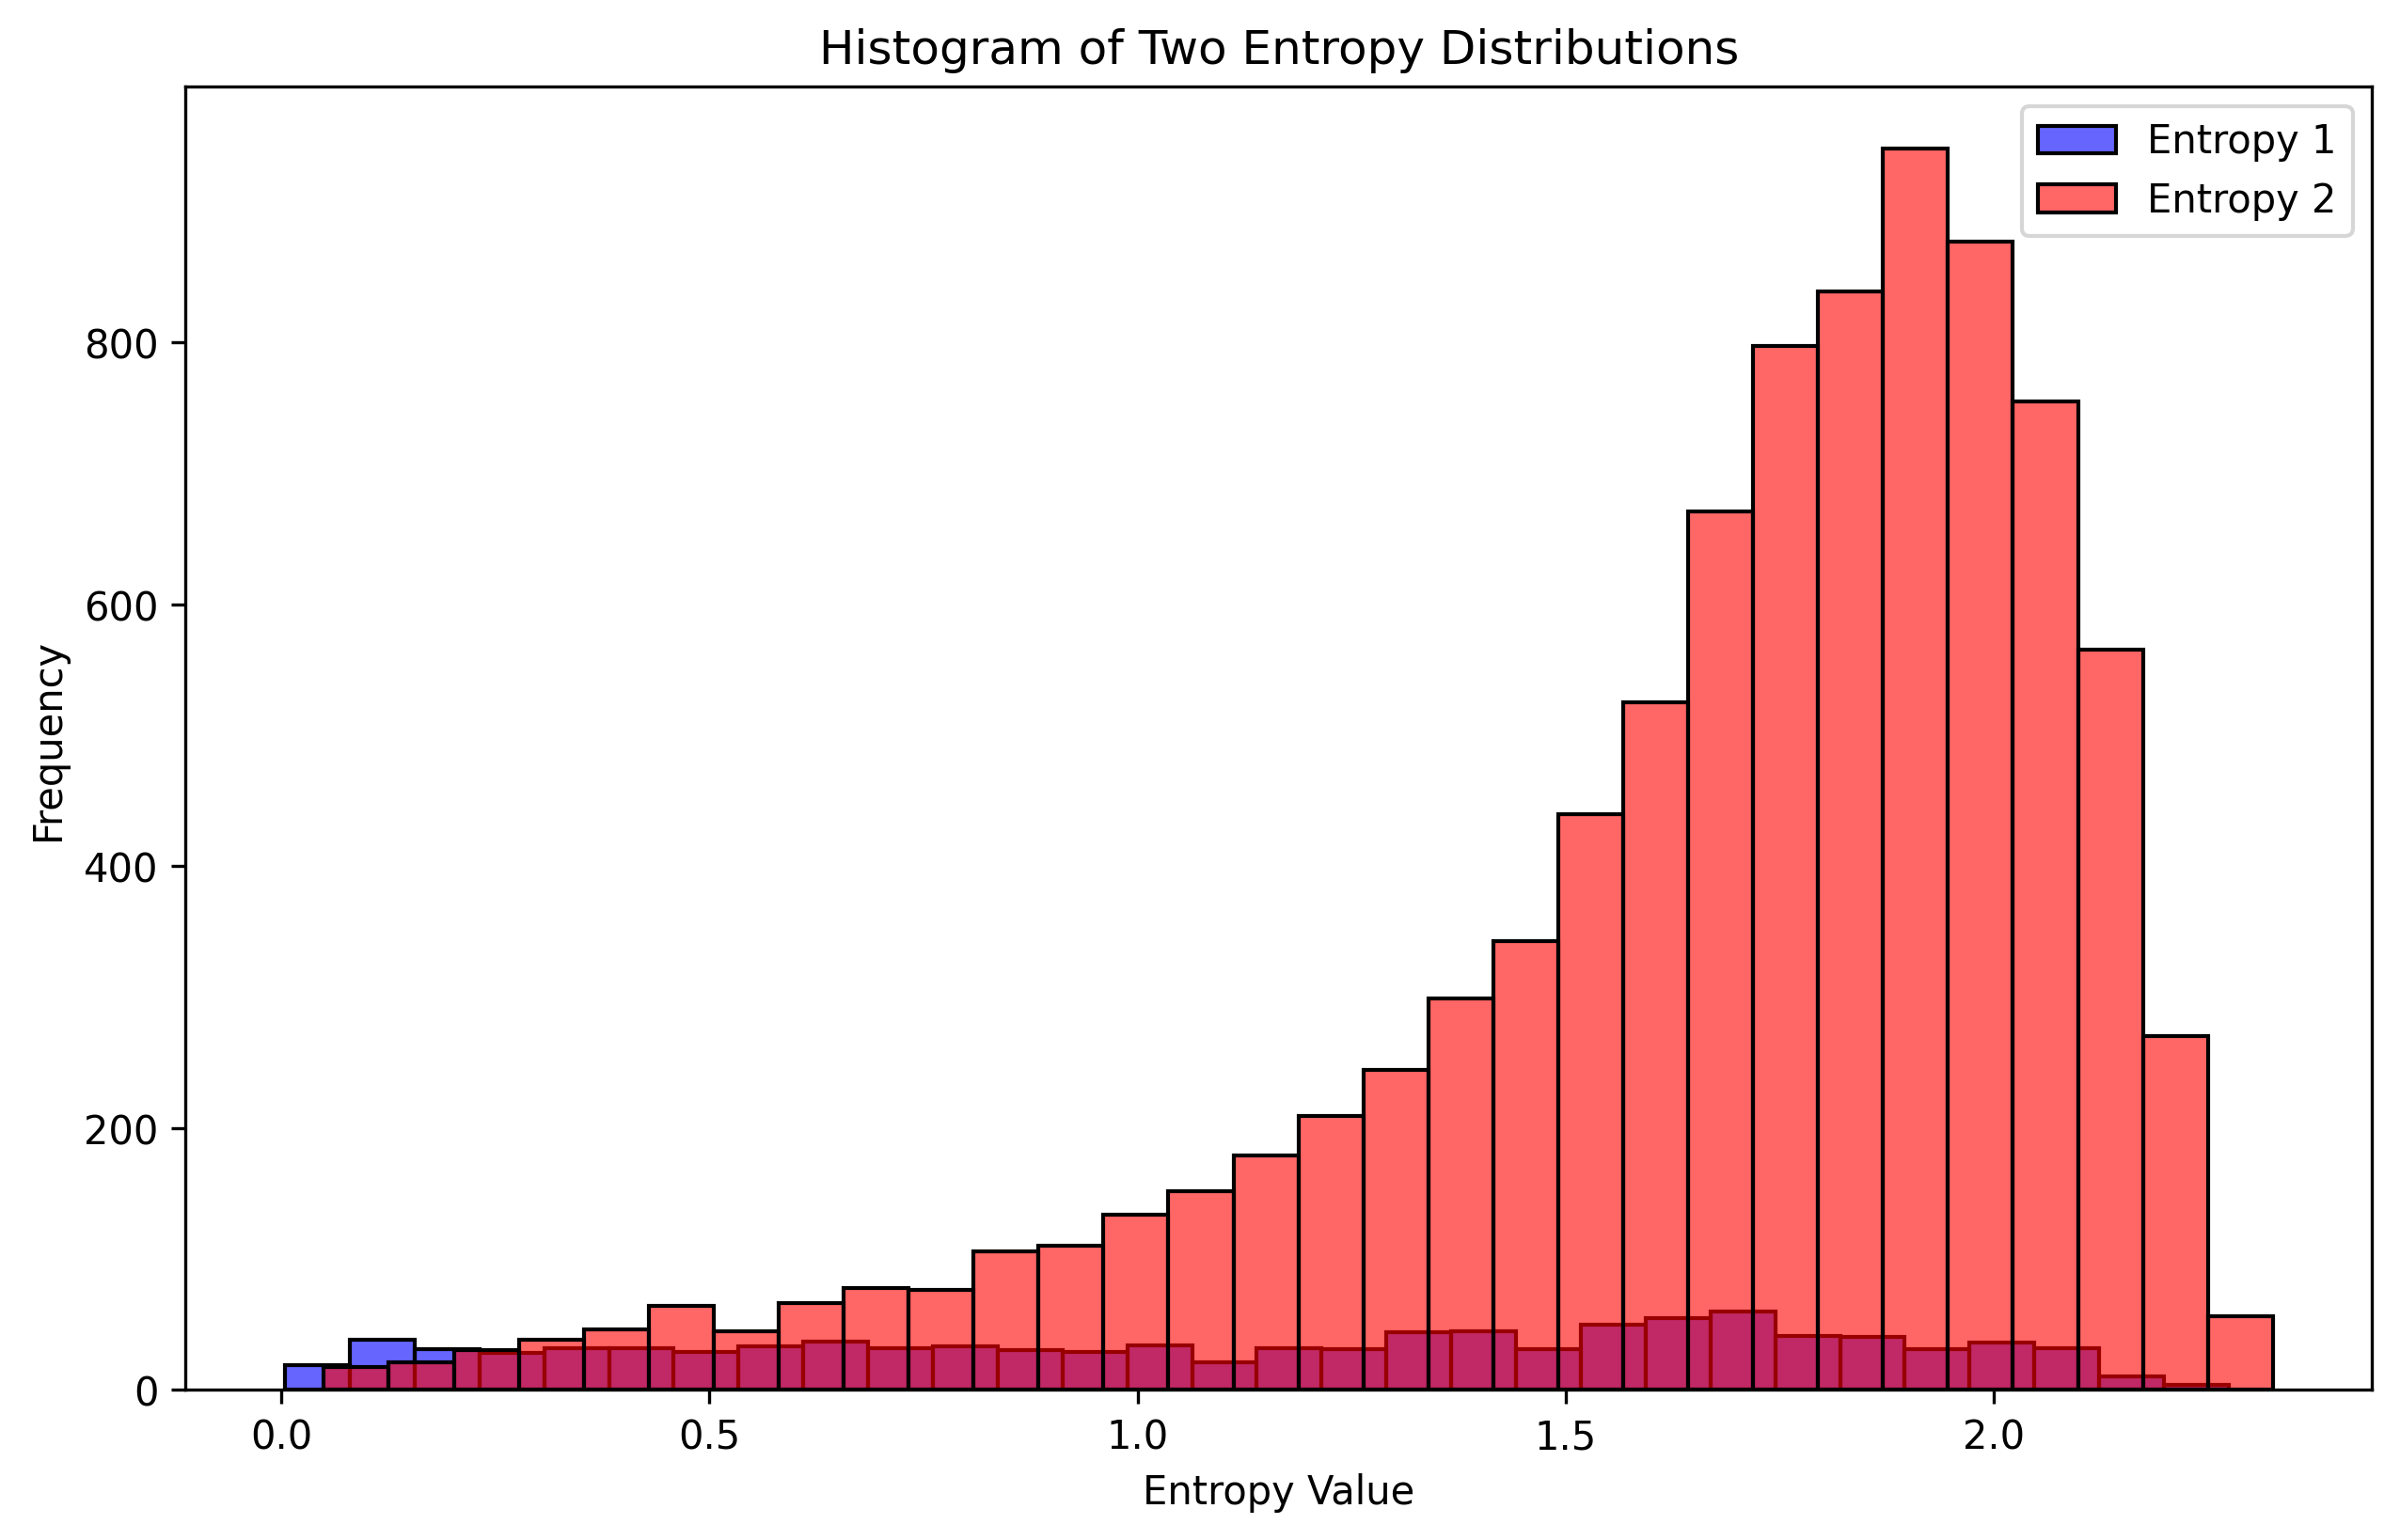 Histogram of Two Entropy Distributions
Entropy 1
Entropy 2
800
600
400
200
0
Frequency
0.0 0.5 1.0 1.5 2.0
Entropy Value